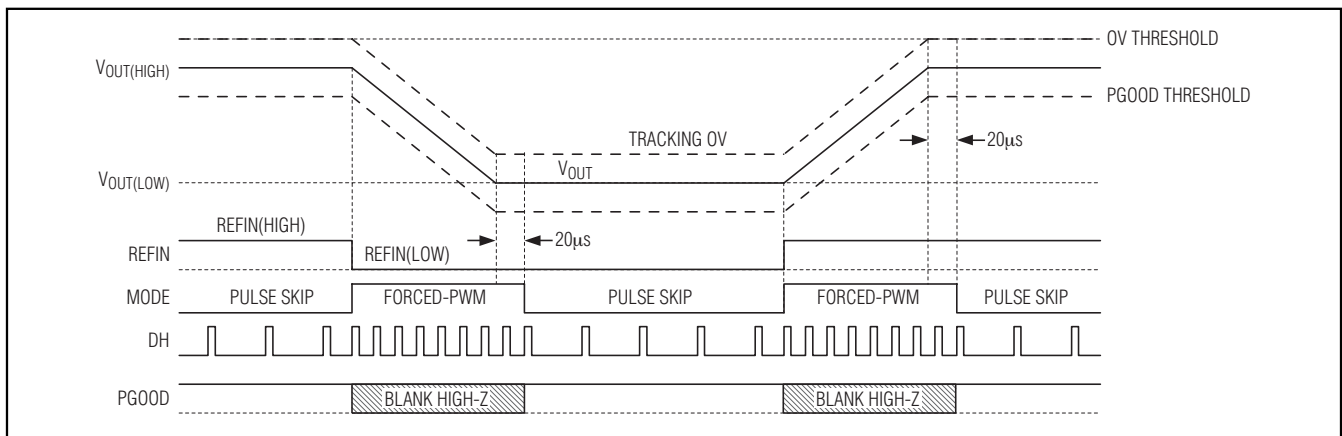 OV THRESHOLD
VOUT(HIGH)
PGOOD THRESHOLD
TRACKING OV
20μs
VOUT
VOUT(LOW)
REFIN(HIGH)
20μs
REFIN
REFIN(LOW)
MODE
PULSE SKIP
FORCED-PWM
PULSE SKIP
FORCED-PWM
PULSE SKIP
DH
PGOOD
BLANK HIGH-Z
BLANK HIGH-Z